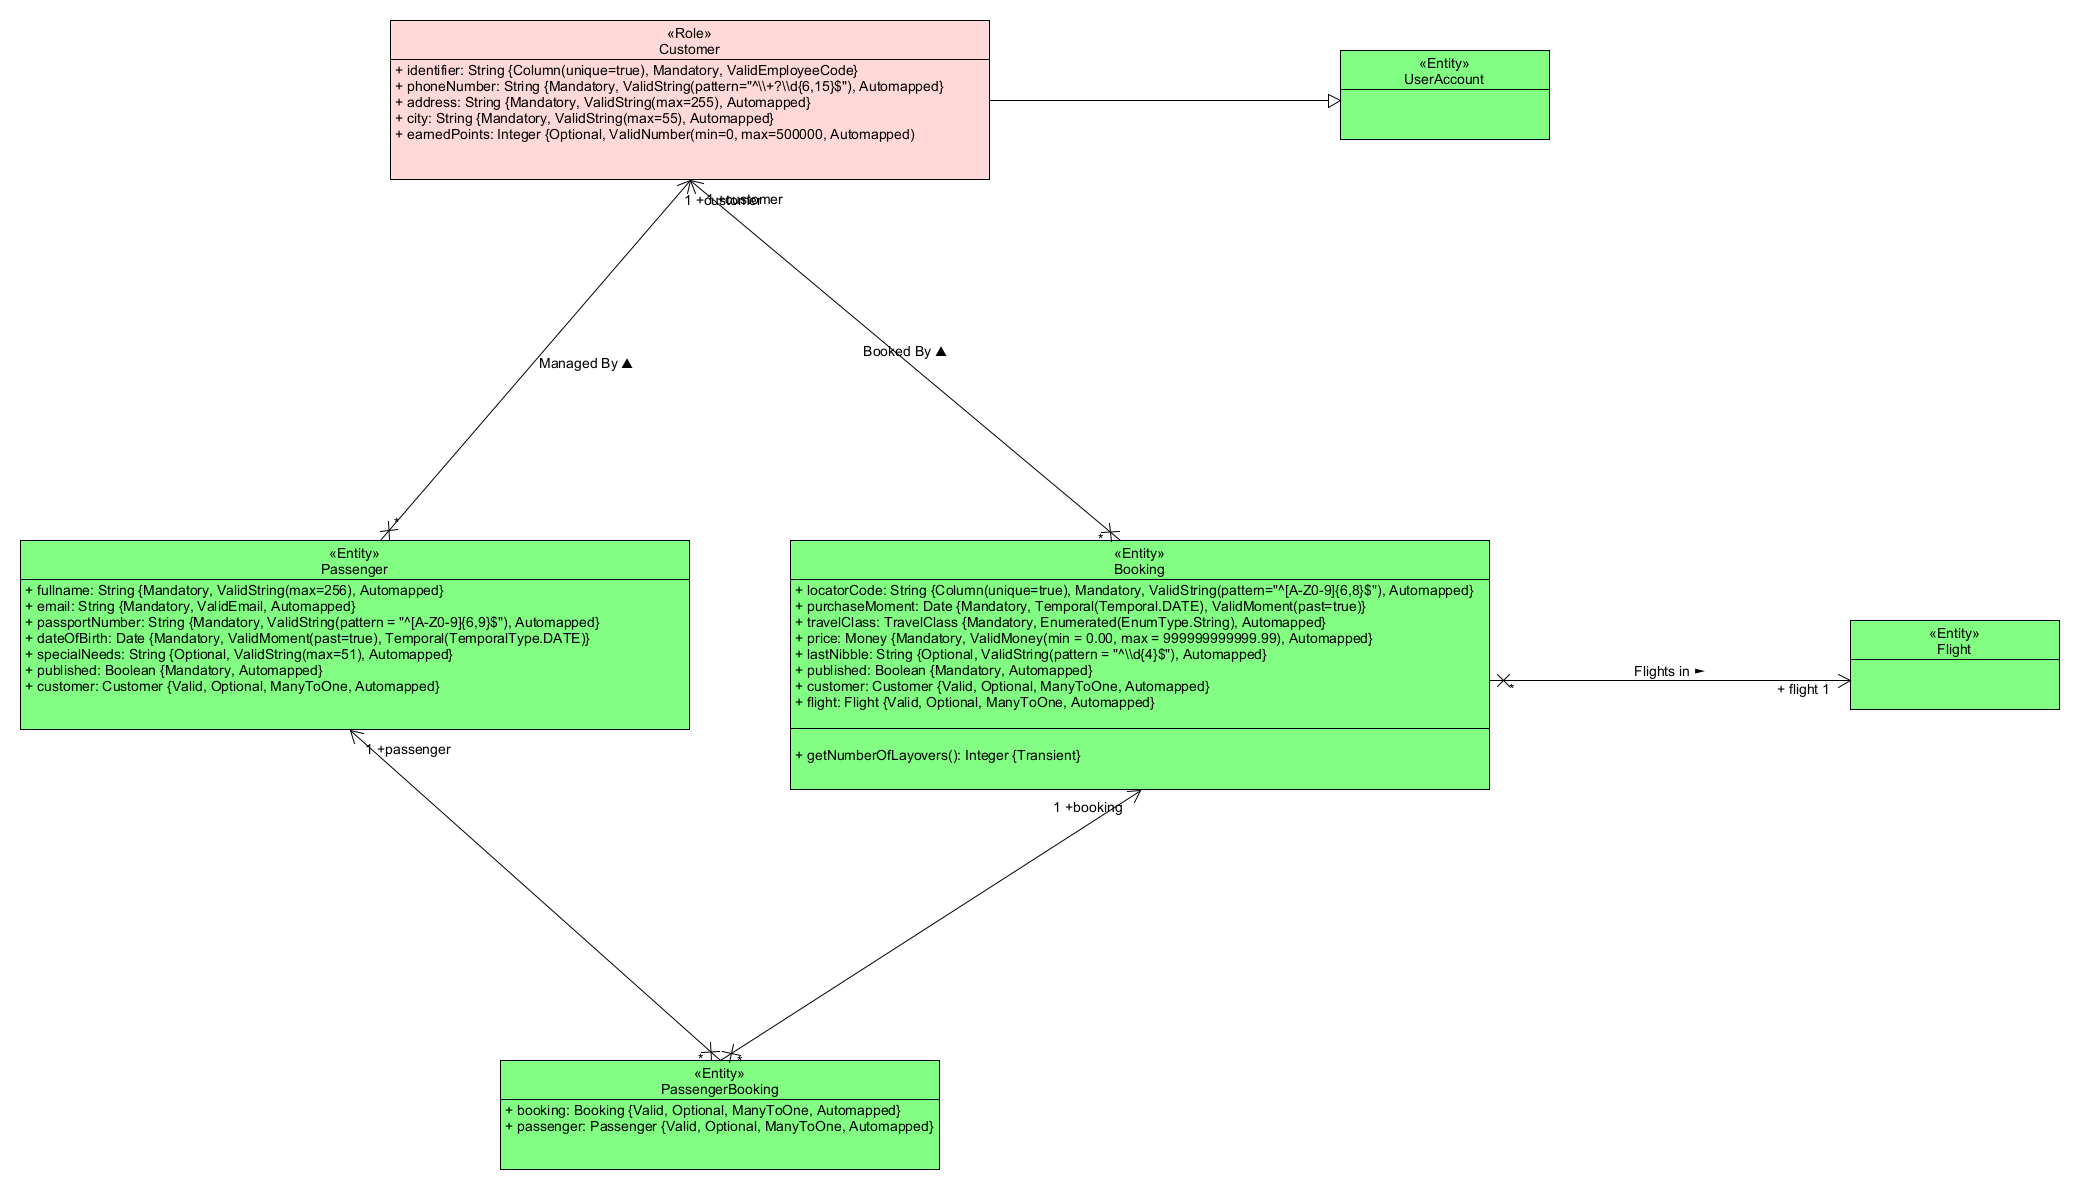 «Role»
Customer
+ identifier: String {Column(unique=true), Mandatory, ValidEmployeeCode}
+ phoneNumber: String {Mandatory, ValidString(pattern="^\\+?\\d{6,15}$"), Automapped}
+ address: String {Mandatory, ValidString(max=255), Automapped}
+ city: String {Mandatory, ValidString(max=55), Automapped}
+ earnedPoints: Integer {Optional, ValidNumber(min=0, max=500000, Automapped)
«Entity»
UserAccount
1 +customer
1 +customer
Managed By ▲
Booked By ▲
*
*
«Entity»
Passenger
+ fullname: String {Mandatory, ValidString(max=256), Automapped}
+ email: String {Mandatory, ValidEmail, Automapped}
+ passportNumber: String {Mandatory, ValidString(pattern = "^[A-Z0-9]{6,9}$"), Automapped}
+ dateOfBirth: Date {Mandatory, ValidMoment(past=true), Temporal(TemporalType.DATE)}
+ specialNeeds: String {Optional, ValidString(max=51), Automapped}
+ published: Boolean {Mandatory, Automapped}
+ customer: Customer {Valid, Optional, ManyToOne, Automapped}
«Entity»
Booking
+ locatorCode: String {Column(unique=true), Mandatory, ValidString(pattern="^[A-Z0-9]{6,8}$"), Automapped}
+ purchaseMoment: Date {Mandatory, Temporal(Temporal.DATE), ValidMoment(past=true)}
+ travelClass: TravelClass {Mandatory, Enumerated(EnumType.String), Automapped}
+ price: Money {Mandatory, ValidMoney(min = 0.00, max = 999999999999.99), Automapped}
+ lastNibble: String {Optional, ValidString(pattern = "^\\d{4}$"), Automapped}
+ published: Boolean {Mandatory, Automapped}
+ customer: Customer {Valid, Optional, ManyToOne, Automapped}
+ flight: Flight {Valid, Optional, ManyToOne, Automapped}
+ getNumberOfLayovers(): Integer {Transient}
*
Flights in ►
+ flight 1
«Entity»
Flight
1 +passenger
1 +booking
*
*
«Entity»
PassengerBooking
+ booking: Booking {Valid, Optional, ManyToOne, Automapped}
+ passenger: Passenger {Valid, Optional, ManyToOne, Automapped}